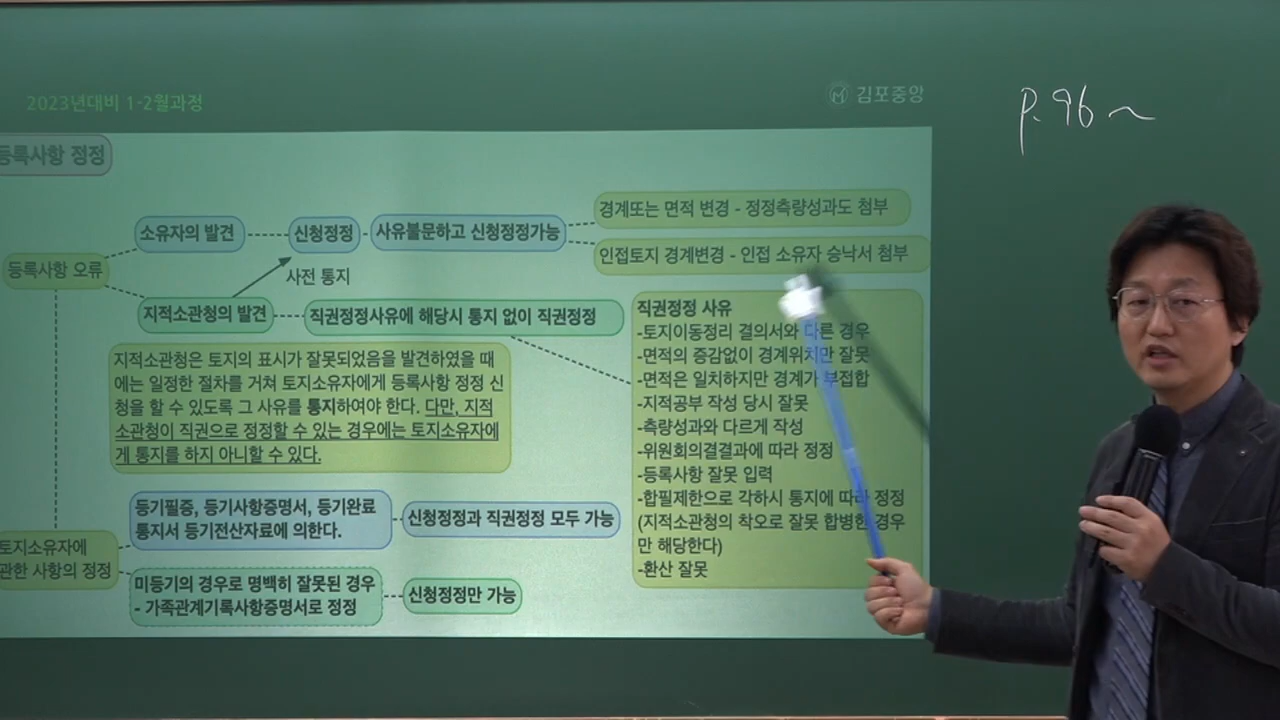 2023년대비 1-2월과정
김포중앙
p.96~
등록사항 정정
소유자의 발견
신청정정
사유불문하고 신청정정가능
경계또는 면적 변경 - 정정측량성과도 첨부
인접토지 경계변경 - 인접 소유자 승낙서 첨부
등록사항 오류
사전 통지
지적소관청의 발견
직권정정사유에 해당시 통지 없이 직권정정
지적소관청은 토지의 표시가 잘못되었음을 발견하였을 때
에는 일정한 절차를 거쳐 토지소유자에게 등록사항 정정 신
청을 할 수 있도록 그 사유를 통지하여야 한다. 다만, 지적
소관청이 직권으로 정정할 수 있는 경우에는 토지소유자에
게 통지를 하지 아니할 수 있다.
직권정정 사유
-토지이동정리 결의서와 다른 경우
-면적의 증감없이 경계위치만 잘못
-면적은 일치하지만 경계가 부접합
-지적공부 작성 당시 잘못
-측량성과와 다르게 작성
-위원회의결결과에 따라 정정
-등록사항 잘못 입력
-합필제한으로 각하시 통지에 따라 정정
(지적소관청의 착오로 잘못 합병한 경우
만 해당한다)
-환산 잘못
토지소유자에
관한 사항의 정정
등기필증, 등기사항증명서, 등기완료
통지서 등기전산자료에 의한다.
신청정정과 직권정정 모두 가능
미등기의 경우로 명백히 잘못된 경우
- 가족관계기록사항증명서로 정정
신청정정만 가능